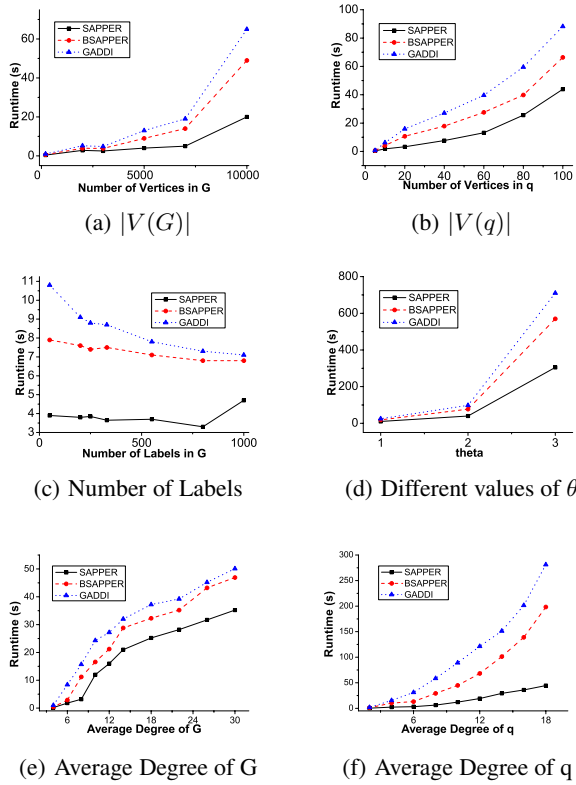 SAPPER
BSAPPER
GADDI
Runtime (s)
60
40
20
0
0
5000
10000
Number of Vertices in G
(a) |V(G)|
SAPPER
BSAPPER
GADDI
Runtime (s)
100
80
60
40
20
0
0
20
40
60
80
100
Number of Vertices in q
(b) |V(q)|
SAPPER
BSAPPER
GADDI
Runtime (s)
11
10
9
8
7
6
5
4
3
0
500
1000
Number of Labels in G
(c) Number of Labels
SAPPER
BSAPPER
GADDI
Runtime (s)
800
600
400
200
0
1
2
3
theta
(d) Different values of θ
SAPPER
BSAPPER
GADDI
Runtime (s)
50
40
30
20
10
0
6
12
18
24
30
Average Degree of G
(e) Average Degree of G
SAPPER
BSAPPER
GADDI
Runtime (s)
300
250
200
150
100
50
0
6
12
18
Average Degree of q
(f) Average Degree of q